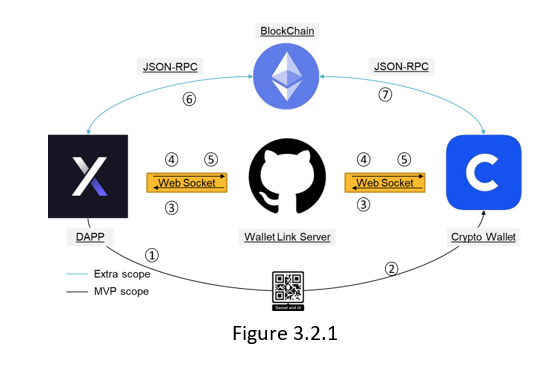 BlockChain
JSON-RPC
JSON-RPC
⑥
⑦
④ ⑤
④ ⑤
Web Socket
Web Socket
③
③
DAPP
Wallet Link Server
Crypto Wallet
①
②
Extra scope
MVP scope
Secret and Id
Figure 3.2.1